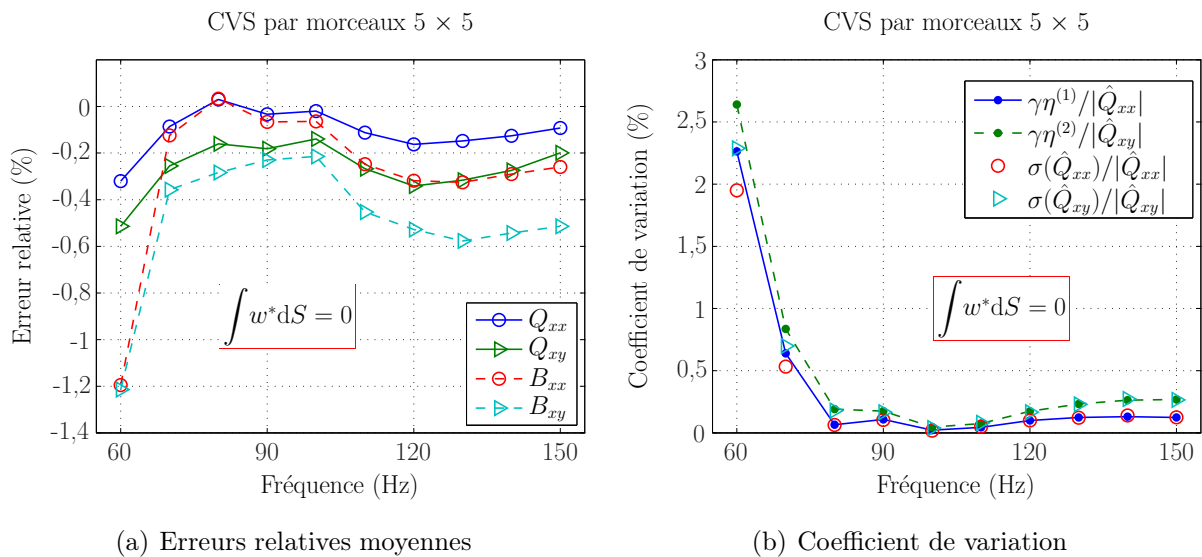 CVS par morceaux 5 × 5
0
-0,2
-0,4
-0,6
-0,8
-1
-1,2
-1,4
60
90
120
150
Erreur relative (%)
Fréquence (Hz)
∫ w*dS = 0
Q_xx
Q_xy
B_xx
B_xy
(a) Erreurs relatives moyennes
CVS par morceaux 5 × 5
3
2,5
2
1,5
1
0,5
0
60
90
120
150
Coefficient de variation (%)
Fréquence (Hz)
γη^(1)/|Q̂_xx|
γη^(2)/|Q̂_xy|
σ(Q̂_xx)/|Q̂_xx|
σ(Q̂_xy)/|Q̂_xy|
∫ w*dS = 0
(b) Coefficient de variation